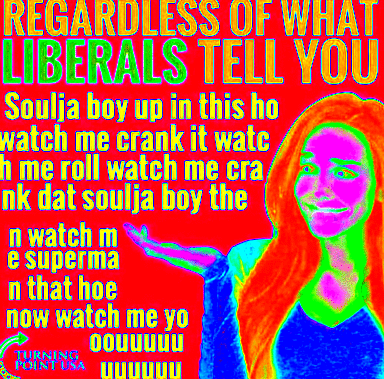 REGARDLESS OF WHAT
LIBERALS TELL YOU
Soulja boy up in this ho
watch me crank it watc
h me roll watch me cra
nk dat soulja boy the
n watch m
e superma
n that hoe
now watch me yo
oouuuuu
uuuuuu
TURNING
POINT USA